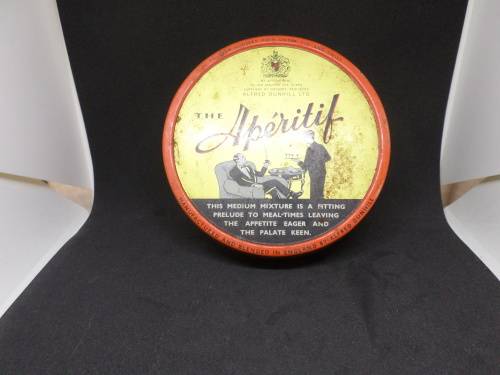 ALFRED DUNHILL LTD
THE
Apéritif
THIS MEDIUM MIXTURE IS A FITTING
PRELUDE TO MEAL-TIMES LEAVING
THE APPETITE EAGER AND
THE PALATE KEEN.
MANUFACTURED AND BLENDED IN ENGLAND BY ALFRED DUNHILL